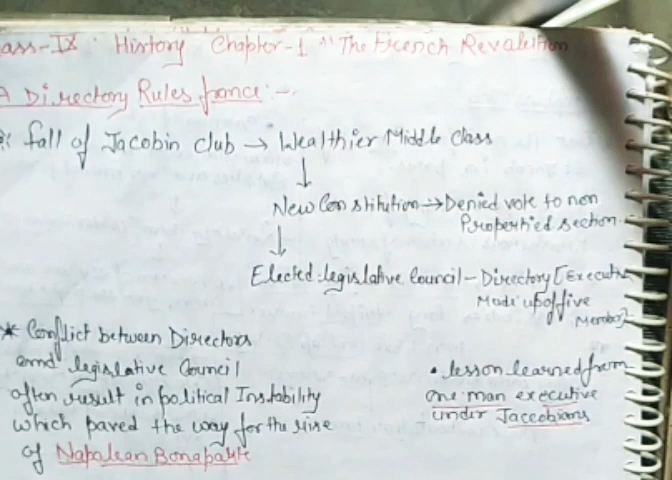 ass-IX History Chapter-1 "The French Revolution
A Directory Rules france:-
fall of Jacobin club → Wealthier Middle Class
↓
New Constitution → Denied vote to non
Propertied section.
↓
Elected legislative Council - Directory [Executiv
Made up of five
Member]
* Conflict between Directors
and legislative Council
often result in political Instability
which paved the way for the rise
of Napolean Bonaparte
• lesson learned from
one man executive
under Jaccobians